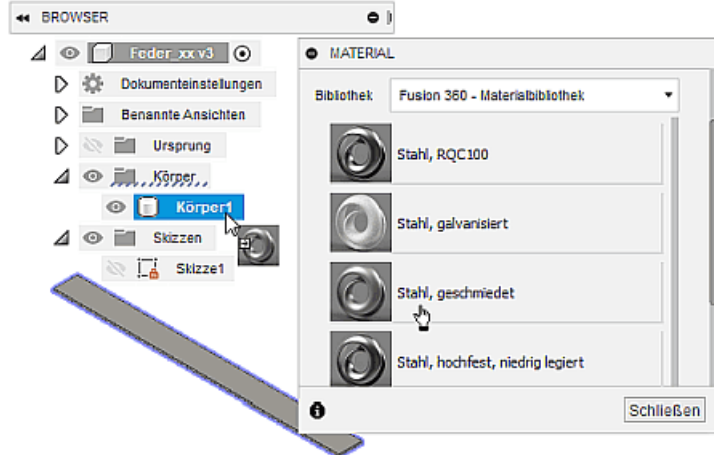 BROWSER
Feder_xx v3
Dokumenteinstellungen
Benannte Ansichten
Ursprung
Körper
Körper1
Skizzen
Skizze1
MATERIAL
Bibliothek Fusion 360 - Materialbibliothek
Stahl, RQC100
Stahl, galvanisiert
Stahl, geschmiedet
Stahl, hochfest, niedrig legiert
Schließen